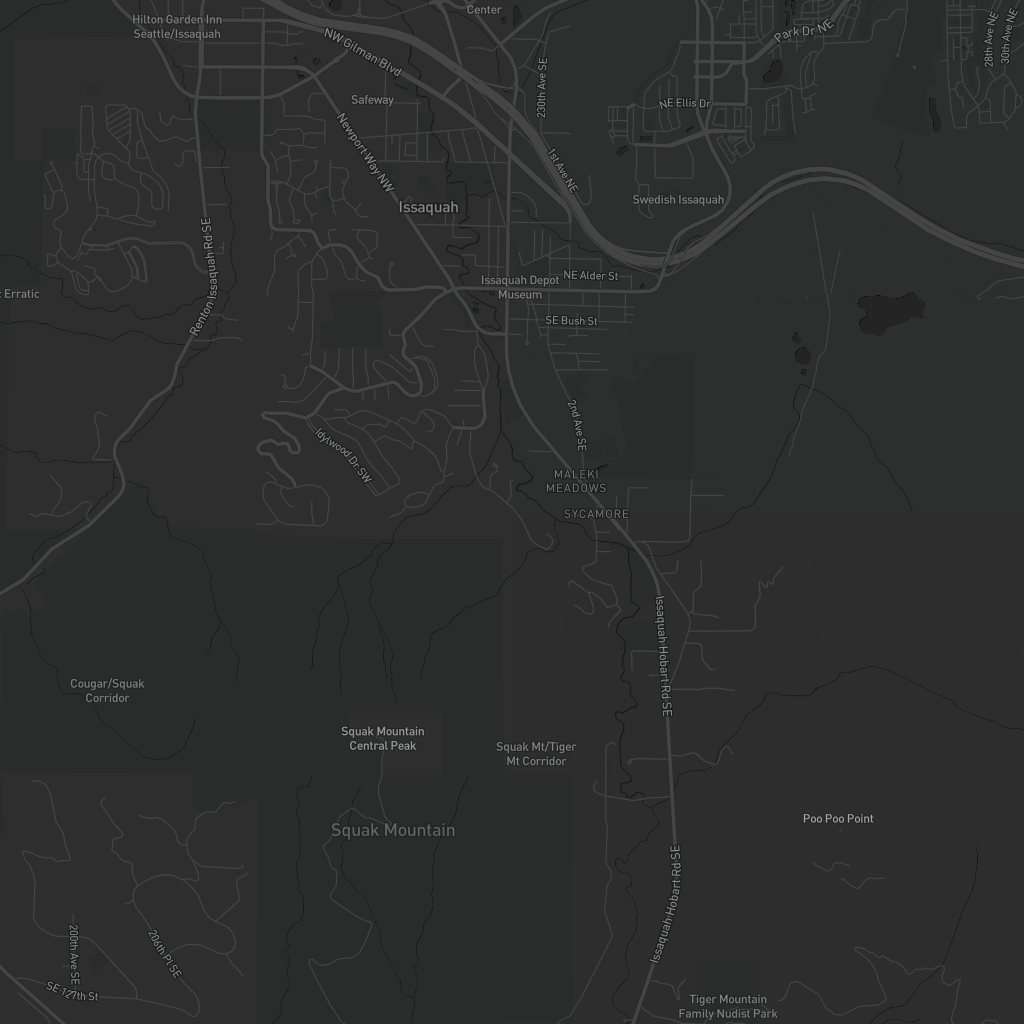 Center
Hilton Garden Inn
Seattle/Issaquah
NW Gilman Blvd
Park Dr NE
28th Ave NE
30th Ave NE
230th Ave SE
Safeway
NE Ellis Dr
Newport Way NW
1st Ave NE
Swedish Issaquah
Issaquah
Renton Issaquah Rd SE
Erratic
Issaquah Depot
Museum
NE Alder St
SE Bush St
2nd Ave SE
Idylwood Dr SW
MALEKI
MEADOWS
SYCAMORE
Issaquah Hobart Rd SE
Cougar/Squak
Corridor
Squak Mountain
Central Peak
Squak Mt/Tiger
Mt Corridor
Poo Poo Point
Squak Mountain
Issaquah Hobart Rd SE
200th Ave SE
206th Pl SE
SE 127th St
Tiger Mountain
Family Nudist Park